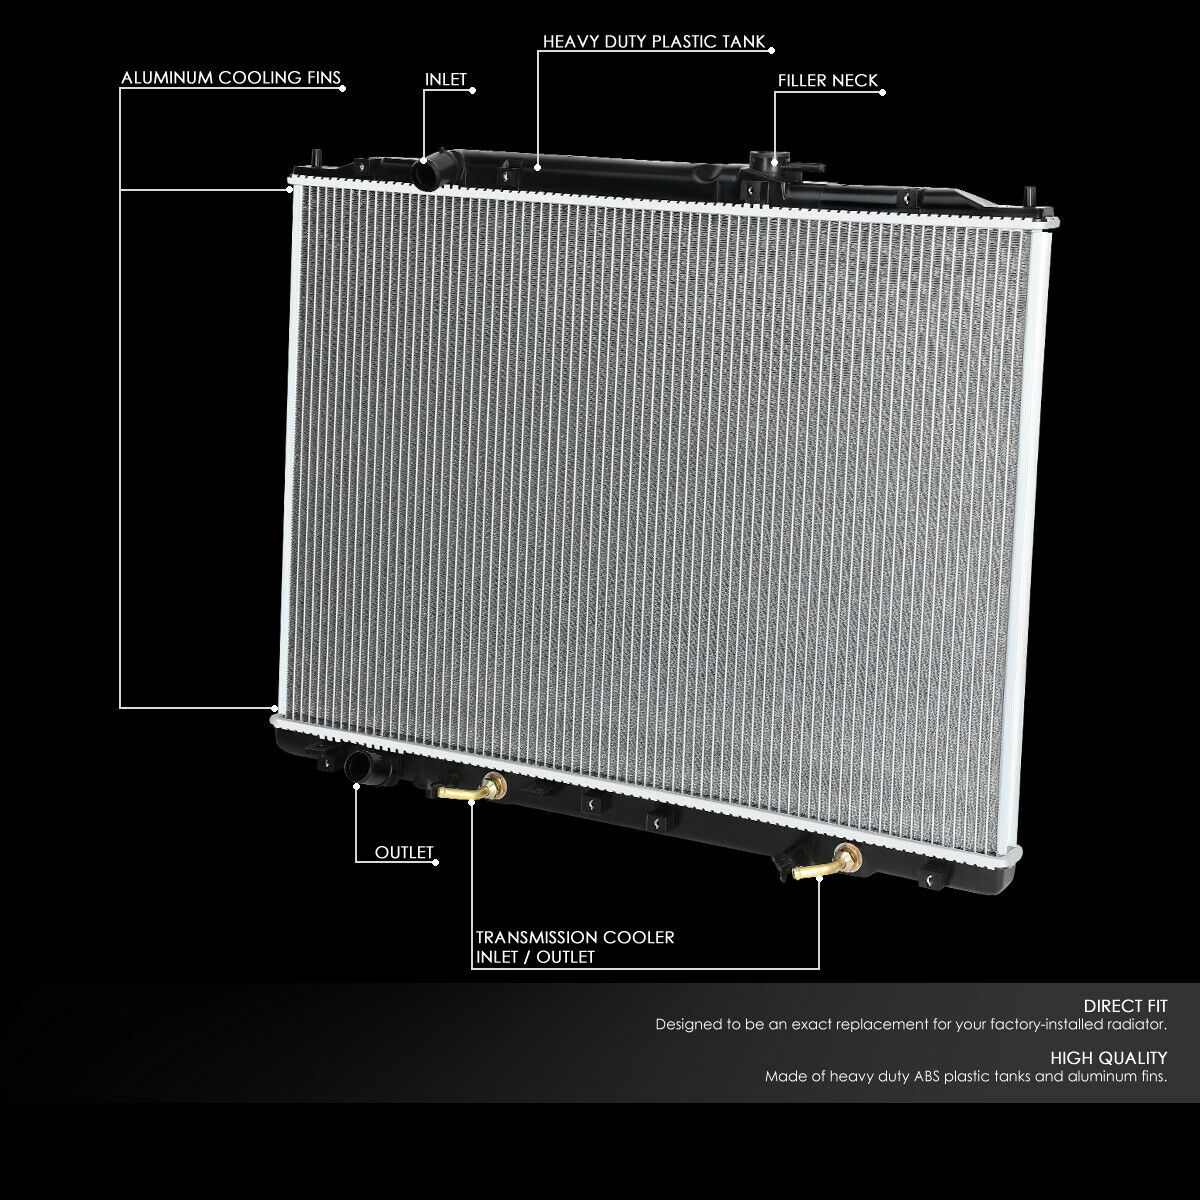 HEAVY DUTY PLASTIC TANK
ALUMINUM COOLING FINS
INLET
FILLER NECK
OUTLET
TRANSMISSION COOLER
INLET / OUTLET
DIRECT FIT
Designed to be an exact replacement for your factory-installed radiator.
HIGH QUALITY
Made of heavy duty ABS plastic tanks and aluminum fins.